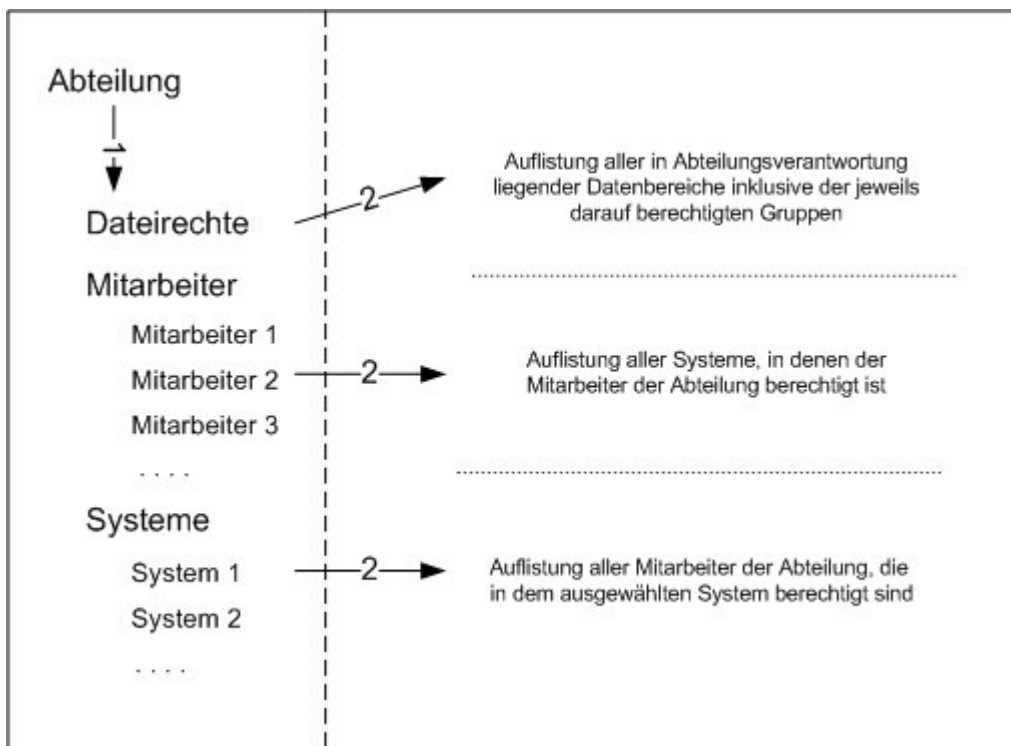 Abteilung
1
Dateirechte
2
Auflistung aller in Abteilungsverantwortung
liegender Datenbereiche inklusive der jeweils
darauf berechtigten Gruppen
Mitarbeiter
Mitarbeiter 1
Mitarbeiter 2
2
Auflistung aller Systeme, in denen der
Mitarbeiter der Abteilung berechtigt ist
Mitarbeiter 3
. . . .
Systeme
System 1
2
Auflistung aller Mitarbeiter der Abteilung, die
in dem ausgewählten System berechtigt sind
System 2
. . . .